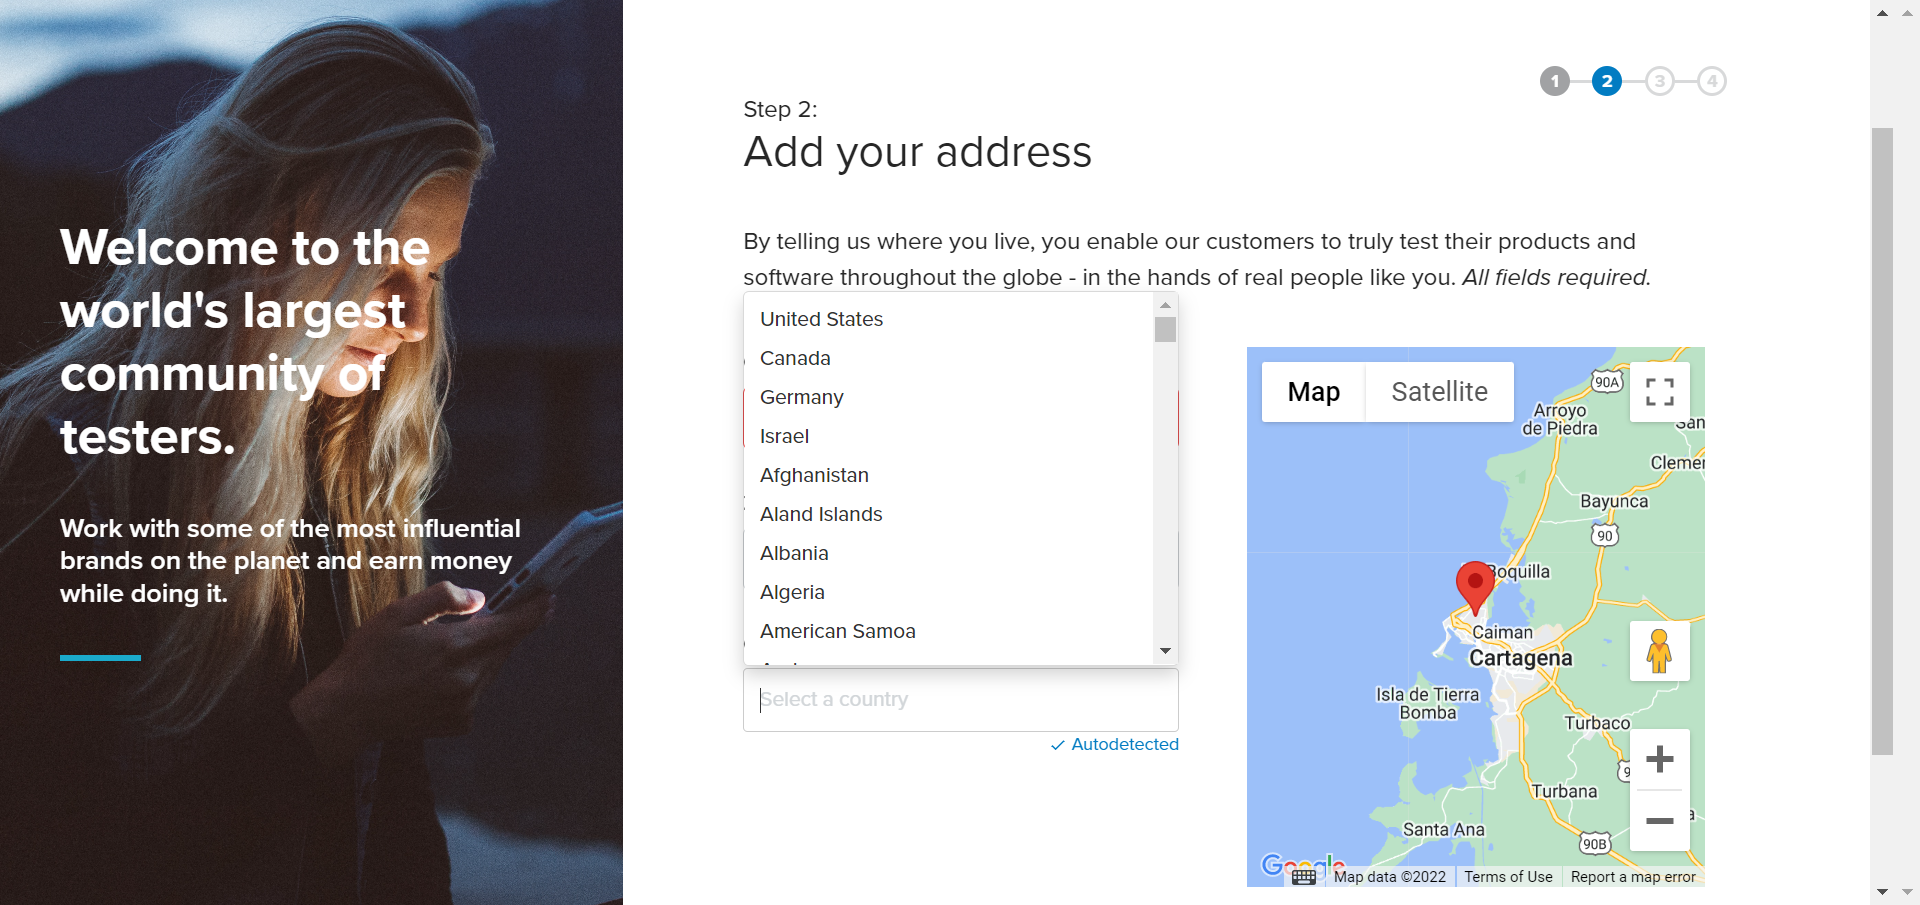 Welcome to the
world's largest
community of
testers.
Work with some of the most influential
brands on the planet and earn money
while doing it.
1
2
3
4
Step 2:
Add your address
By telling us where you live, you enable our customers to truly test their products and
software throughout the globe - in the hands of real people like you. All fields required.
United States
Canada
Germany
Israel
Afghanistan
Aland Islands
Albania
Algeria
American Samoa
Select a country
Autodetected
Map
Satellite
90A
Arroyo
de Piedra
San
Clemen
Bayunca
90
Boquilla
Caiman
Cartagena
Isla de Tierra
Bomba
Turbaco
Turbana
Santa Ana
90B
Google
Map data ©2022
Terms of Use
Report a map error